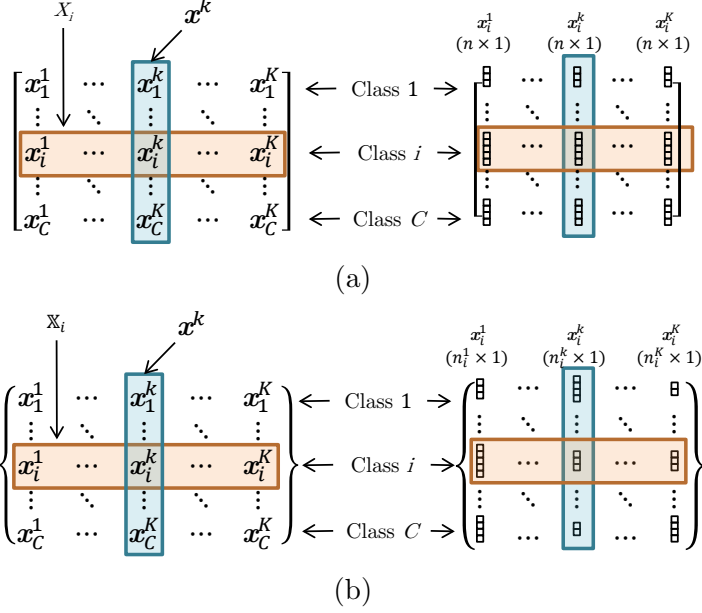 X_i x^k x_i^1 x_i^k x_i^K
(n × 1) (n × 1) (n × 1)
x_1^1 ⋯ x_1^k ⋯ x_1^K Class 1 ⋯ ⋯
⋮ ⋱ ⋮ ⋱ ⋮ ⋮ ⋱ ⋮ ⋱ ⋮
x_i^1 ⋯ x_i^k ⋯ x_i^K Class i ⋯ ⋯
⋮ ⋱ ⋮ ⋱ ⋮ ⋮ ⋱ ⋮ ⋱ ⋮
x_C^1 ⋯ x_C^K ⋯ x_C^K Class C ⋯ ⋯
(a)
𝕏_i x^k x_i^1 x_i^k x_i^K
(n_i^1 × 1) (n_i^k × 1) (n_i^K × 1)
x_1^1 ⋯ x_1^k ⋯ x_1^K Class 1 ⋯ ⋯
⋮ ⋱ ⋮ ⋱ ⋮ ⋮ ⋱ ⋮ ⋱ ⋮
x_i^1 ⋯ x_i^k ⋯ x_i^K Class i ⋯ ⋯
⋮ ⋱ ⋮ ⋱ ⋮ ⋮ ⋱ ⋮ ⋱ ⋮
x_C^1 ⋯ x_C^K ⋯ x_C^K Class C ⋯ ⋯
(b)